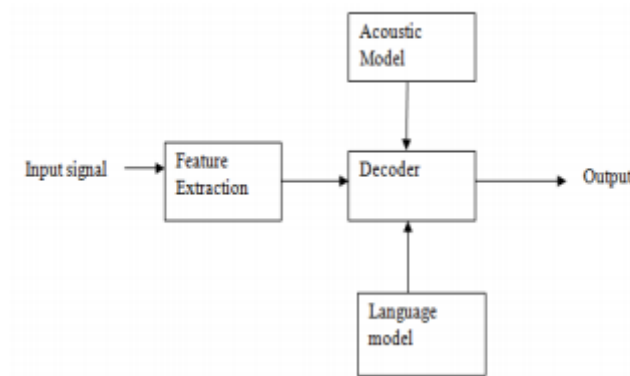 Acoustic
Model
Input signal
Feature
Extraction
Decoder
Output
Language
model